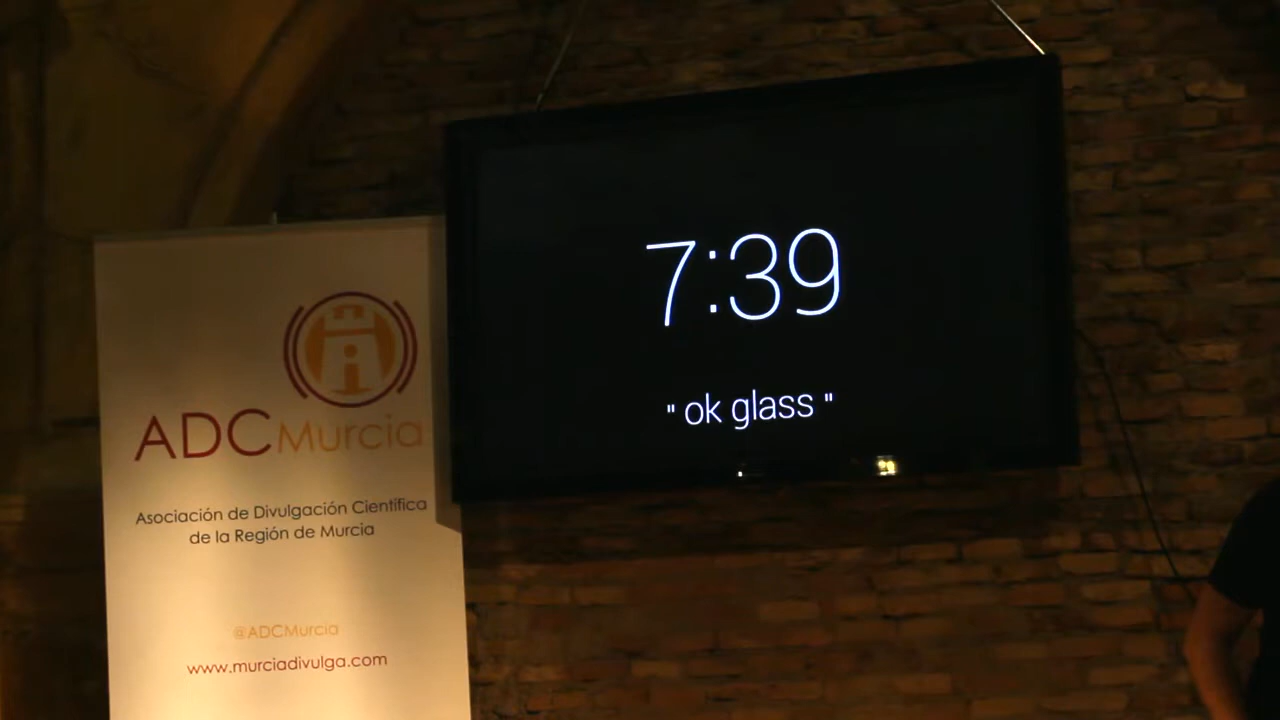 7:39
" ok glass "
ADCMurcia
Asociación de Divulgación Científica
de la Región de Murcia
@ADCMurcia
www.murciadivulga.com